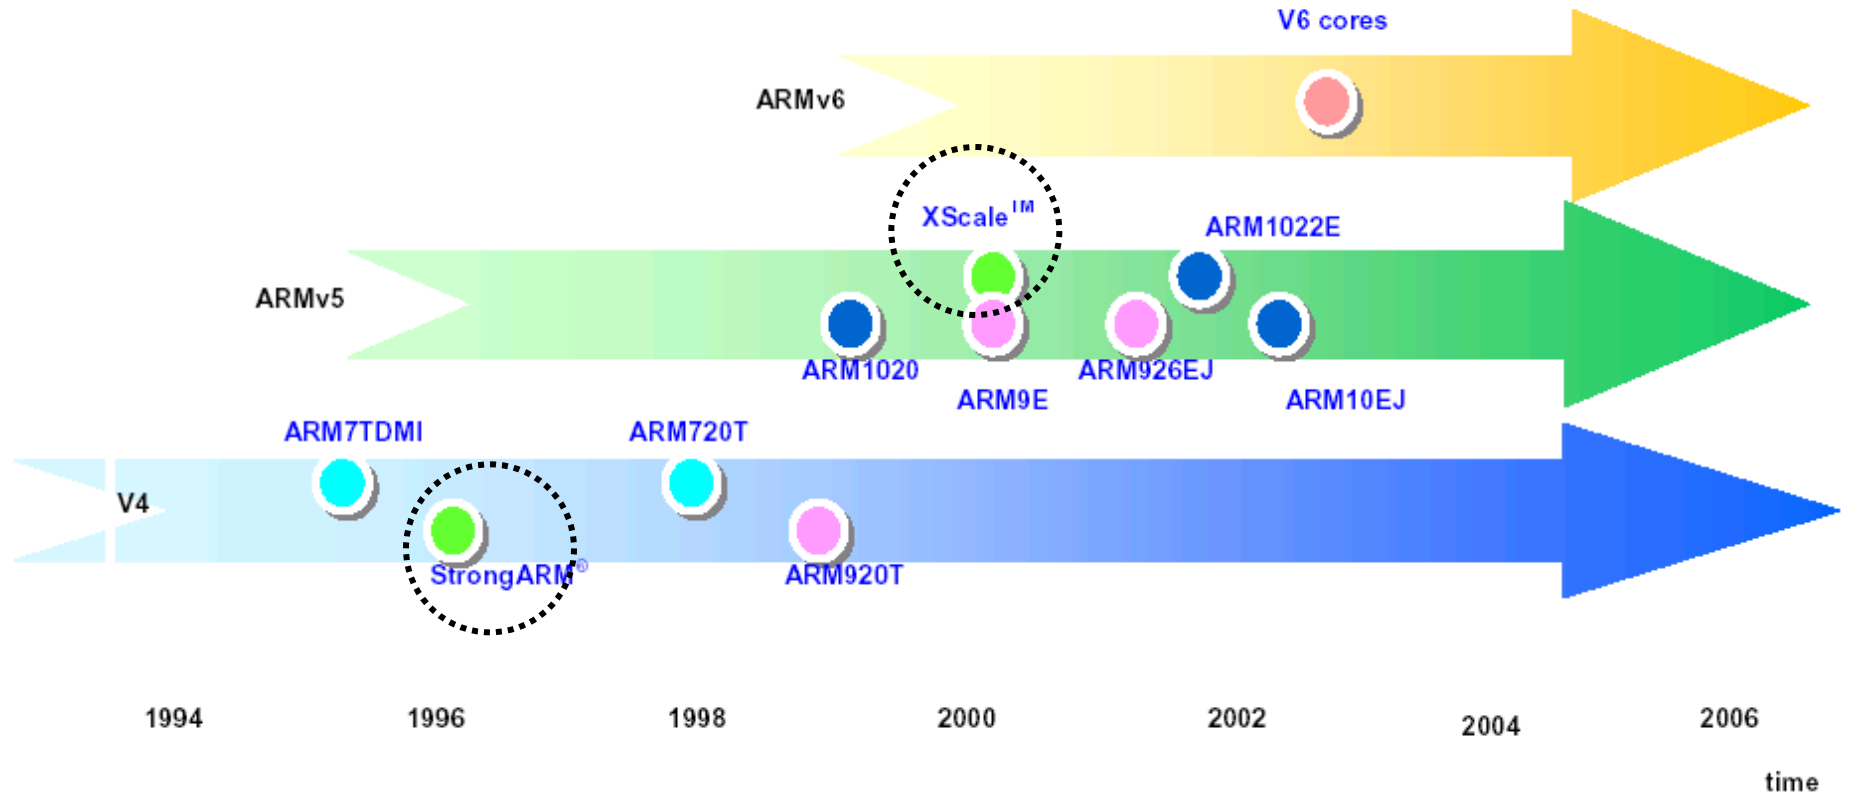 V6 cores
ARMv6
XScale™
ARM1022E
ARMv5
ARM1020
ARM926EJ
ARM9E
ARM10EJ
ARM7TDMI
ARM720T
V4
StrongARM®
ARM920T
1994
1996
1998
2000
2002
2004
2006
time